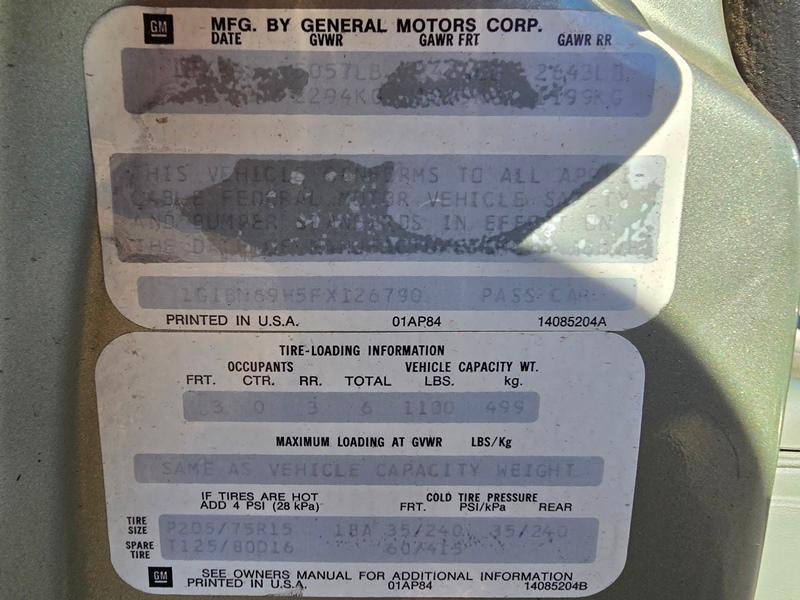 GM MFG. BY GENERAL MOTORS CORP.
DATE GVWR GAWR FRT GAWR RR
057LB 2643LB
2294KG 199KG
THIS VEHICLE CONFORMS TO ALL APPLI-
CABLE FEDERAL MOTOR VEHICLE SAFETY
AND BUMPER STANDARDS IN EFFECT ON
THE
1G1BN69H5FX126790 PASS CAR
PRINTED IN U.S.A. 01AP84 14085204A
TIRE-LOADING INFORMATION
OCCUPANTS VEHICLE CAPACITY WT.
FRT. CTR. RR. TOTAL LBS. kg.
3 0 3 6 1100 499
MAXIMUM LOADING AT GVWR LBS/Kg
SAME AS VEHICLE CAPACITY WEIGHT
IF TIRES ARE HOT COLD TIRE PRESSURE
ADD 4 PSI (28 kPa) FRT. PSI/kPa REAR
TIRE SIZE P205/75R15 35/240 35/240
SPARE TIRE T125/80D16 60/415
GM SEE OWNERS MANUAL FOR ADDITIONAL INFORMATION
PRINTED IN U.S.A. 01AP84 14085204B